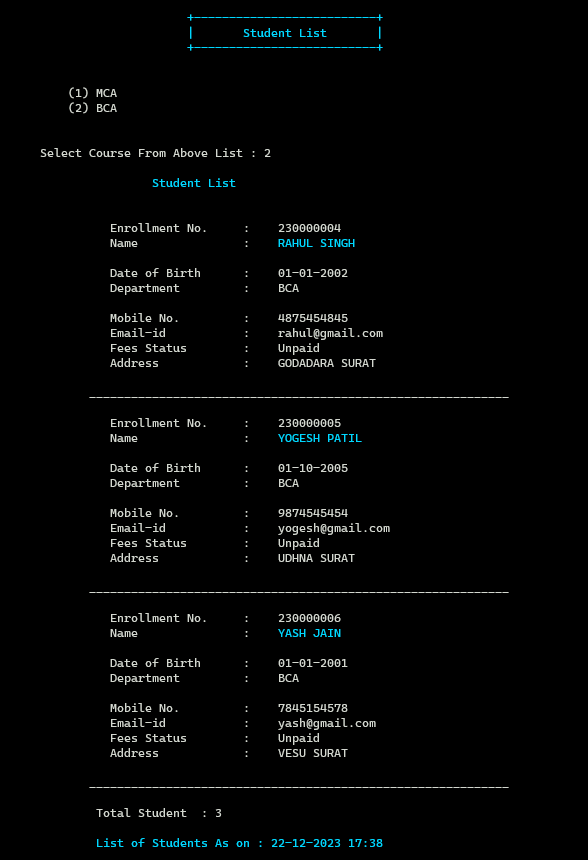 Student List
(1) MCA
(2) BCA
Select Course From Above List : 2
Student List
Enrollment No. : 230000004
Name : RAHUL SINGH
Date of Birth : 01-01-2002
Department : BCA
Mobile No. : 4875454845
Email-id : rahul@gmail.com
Fees Status : Unpaid
Address : GODADARA SURAT
Enrollment No. : 230000005
Name : YOGESH PATIL
Date of Birth : 01-10-2005
Department : BCA
Mobile No. : 9874545454
Email-id : yogesh@gmail.com
Fees Status : Unpaid
Address : UDHNA SURAT
Enrollment No. : 230000006
Name : YASH JAIN
Date of Birth : 01-01-2001
Department : BCA
Mobile No. : 7845154578
Email-id : yash@gmail.com
Fees Status : Unpaid
Address : VESU SURAT
Total Student : 3
List of Students As on : 22-12-2023 17:38